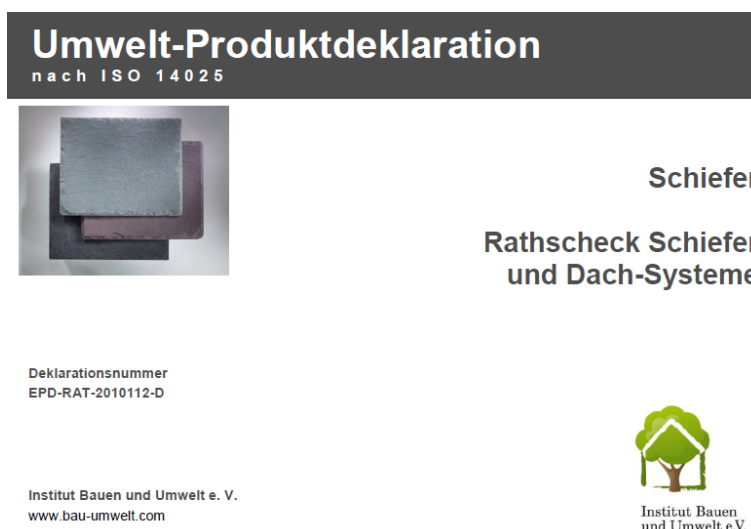 Umwelt-Produktdeklaration
nach ISO 14025
Schiefer
Rathscheck Schiefer
und Dach-Systeme
Deklarationsnummer
EPD-RAT-2010112-D
Institut Bauen und Umwelt e. V.
www.bau-umwelt.com
Institut Bauen
und Umwelt e.V.